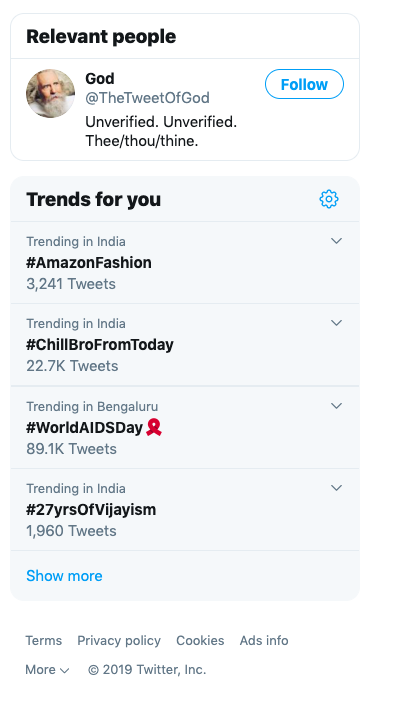 Relevant people
God
@TheTweetOfGod
Follow
Unverified. Unverified.
Thee/thou/thine.
Trends for you
Trending in India
#AmazonFashion
3,241 Tweets
Trending in India
#ChillBroFromToday
22.7K Tweets
Trending in Bengaluru
#WorldAIDSDay
89.1K Tweets
Trending in India
#27yrsOfVijayism
1,960 Tweets
Show more
Terms Privacy policy Cookies Ads info
More © 2019 Twitter, Inc.